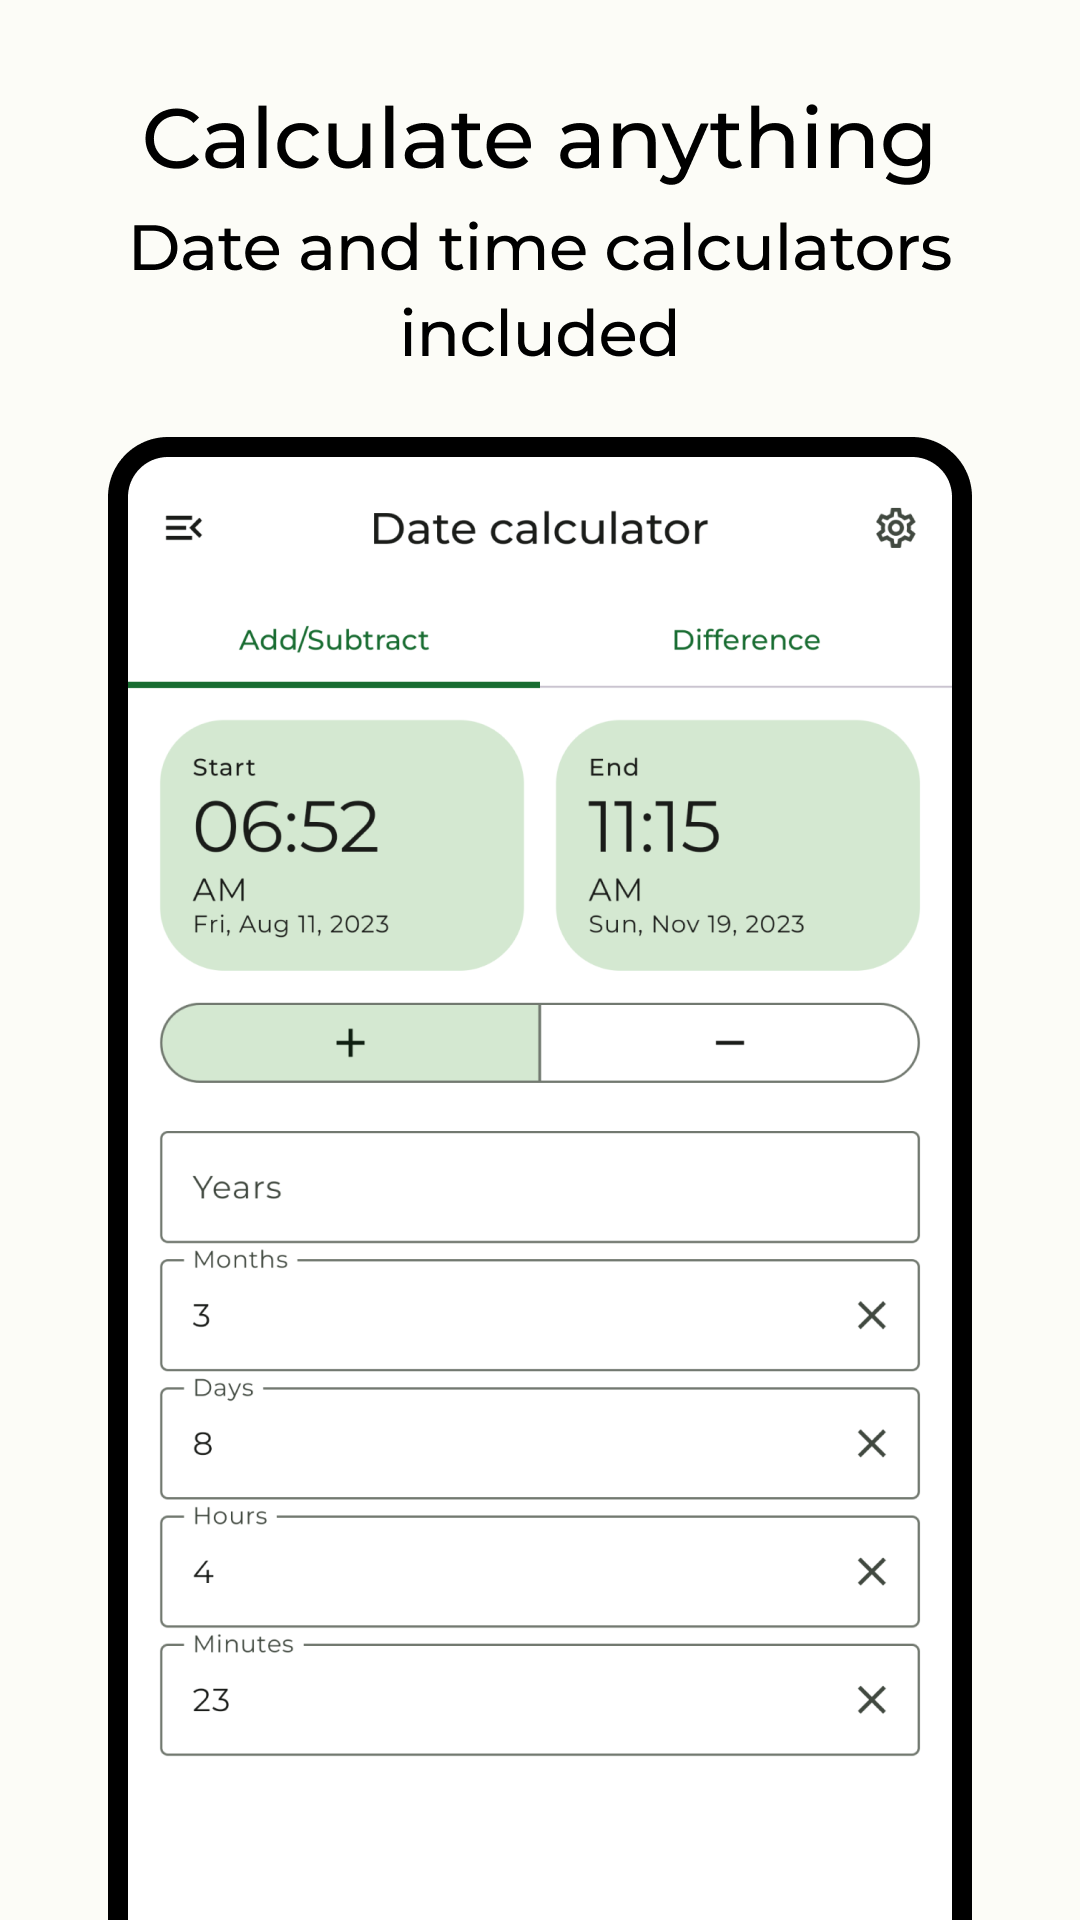 Calculate anything
Date and time calculators
included
Date calculator
Add/Subtract
Difference
Start
06:52
AM
Fri, Aug 11, 2023
End
11:15
AM
Sun, Nov 19, 2023
+
−
Years
Months
3
Days
8
Hours
4
Minutes
23